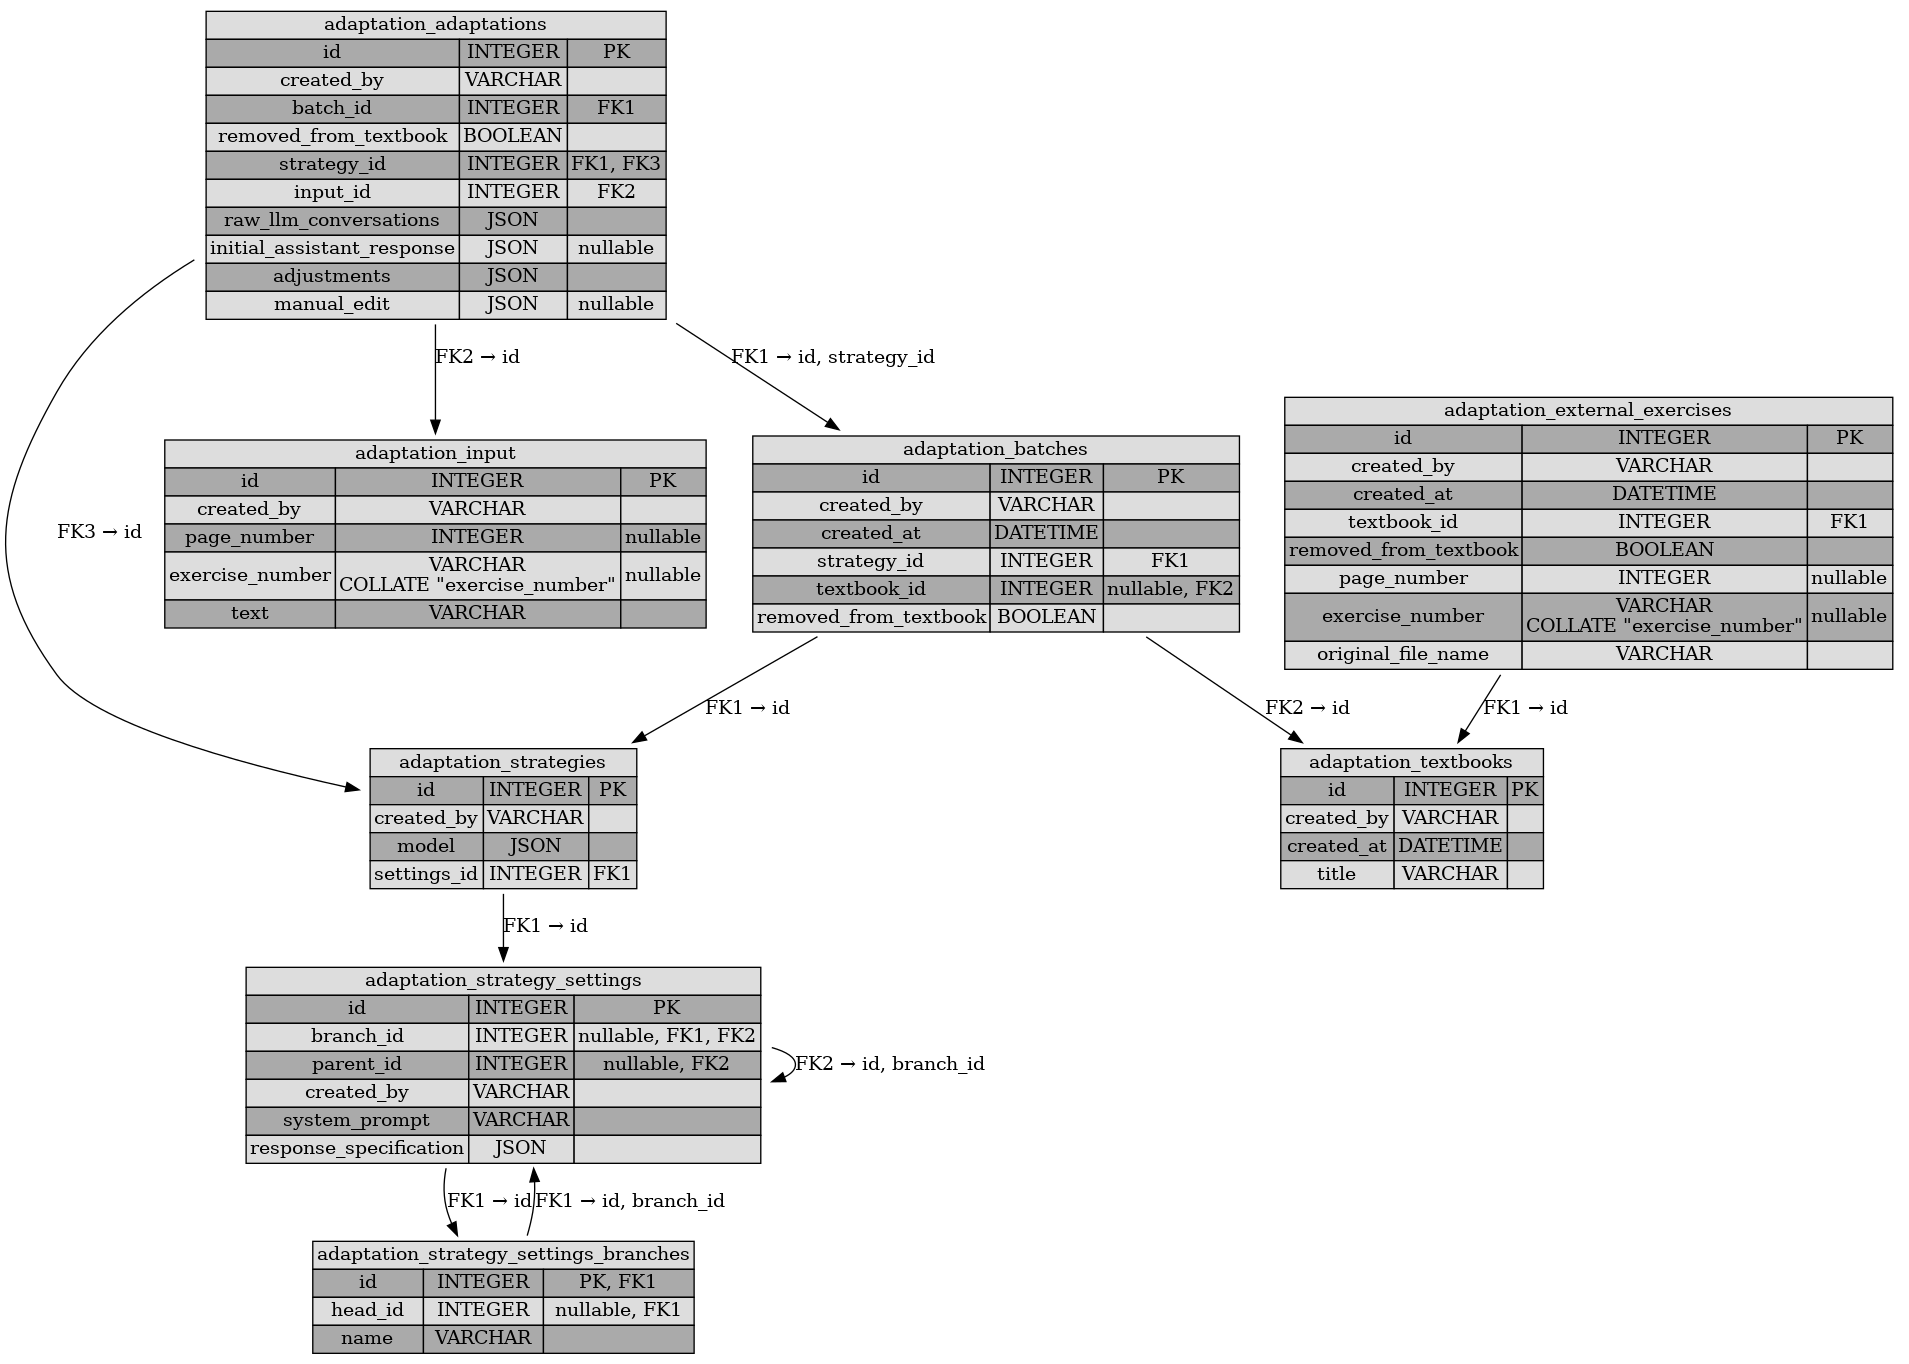 adaptation_adaptations
id INTEGER PK
created_by VARCHAR
batch_id INTEGER FK1
removed_from_textbook BOOLEAN
strategy_id INTEGER FK1, FK3
input_id INTEGER FK2
raw_llm_conversations JSON
initial_assistant_response JSON nullable
adjustments JSON
manual_edit JSON nullable
FK2 → id
FK1 → id, strategy_id
FK3 → id
adaptation_input
id INTEGER PK
created_by VARCHAR
page_number INTEGER nullable
exercise_number VARCHAR
COLLATE "exercise_number" nullable
text VARCHAR
adaptation_batches
id INTEGER PK
created_by VARCHAR
created_at DATETIME
strategy_id INTEGER FK1
textbook_id INTEGER nullable, FK2
removed_from_textbook BOOLEAN
adaptation_external_exercises
id INTEGER PK
created_by VARCHAR
created_at DATETIME
textbook_id INTEGER FK1
removed_from_textbook BOOLEAN
page_number INTEGER nullable
exercise_number VARCHAR
COLLATE "exercise_number" nullable
original_file_name VARCHAR
FK1 → id
FK2 → id
FK1 → id
adaptation_strategies
id INTEGER PK
created_by VARCHAR
model JSON
settings_id INTEGER FK1
adaptation_textbooks
id INTEGER PK
created_by VARCHAR
created_at DATETIME
title VARCHAR
FK1 → id
adaptation_strategy_settings
id INTEGER PK
branch_id INTEGER nullable, FK1, FK2
parent_id INTEGER nullable, FK2
created_by VARCHAR
system_prompt VARCHAR
response_specification JSON
FK2 → id, branch_id
FK1 → id
FK1 → id, branch_id
adaptation_strategy_settings_branches
id INTEGER PK, FK1
head_id INTEGER nullable, FK1
name VARCHAR